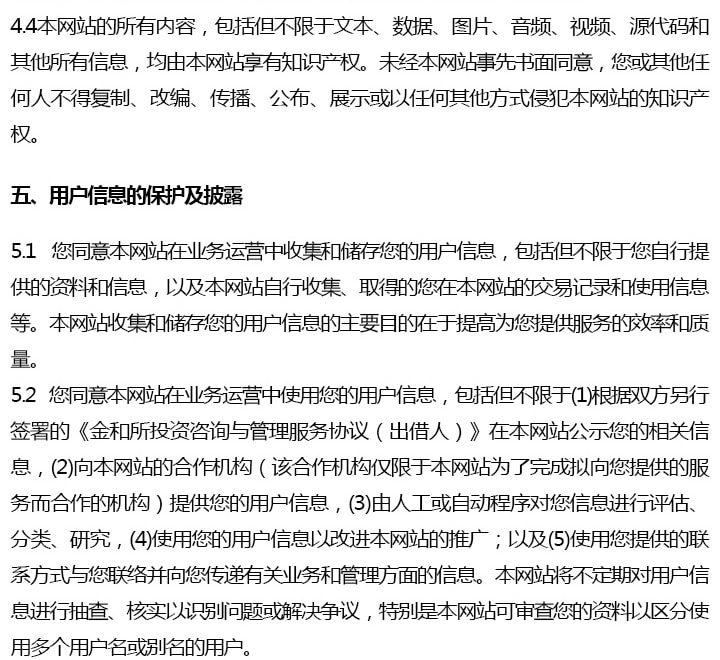 4.4本网站的所有内容，包括但不限于文本、数据、图片、音频、视频、源代码和
其他所有信息，均由本网站享有知识产权。未经本网站事先书面同意，您或其他任
何人不得复制、改编、传播、公布、展示或以任何其他方式侵犯本网站的知识产
权。
五、用户信息的保护及披露
5.1 您同意本网站在业务运营中收集和储存您的用户信息，包括但不限于您自行提
供的资料和信息，以及本网站自行收集、取得的您在本网站的交易记录和使用信息
等。本网站收集和储存您的用户信息的主要目的在于提高为您提供服务的效率和质
量。
5.2 您同意本网站在业务运营中使用您的用户信息，包括但不限于(1)根据双方另行
签署的《金和所投资咨询与管理服务协议（出借人）》在本网站公示您的相关信
息，(2)向本网站的合作机构（该合作机构仅限于本网站为了完成拟向您提供的服
务而合作的机构）提供您的用户信息，(3)由人工或自动程序对您信息进行评估、
分类、研究，(4)使用您的用户信息以改进本网站的推广；以及(5)使用您提供的联
系方式与您联络并向您传递有关业务和管理方面的信息。本网站将不定期对用户信
息进行抽查、核实以识别问题或解决争议，特别是本网站可审查您的资料以区分使
用多个用户名或别名的用户。